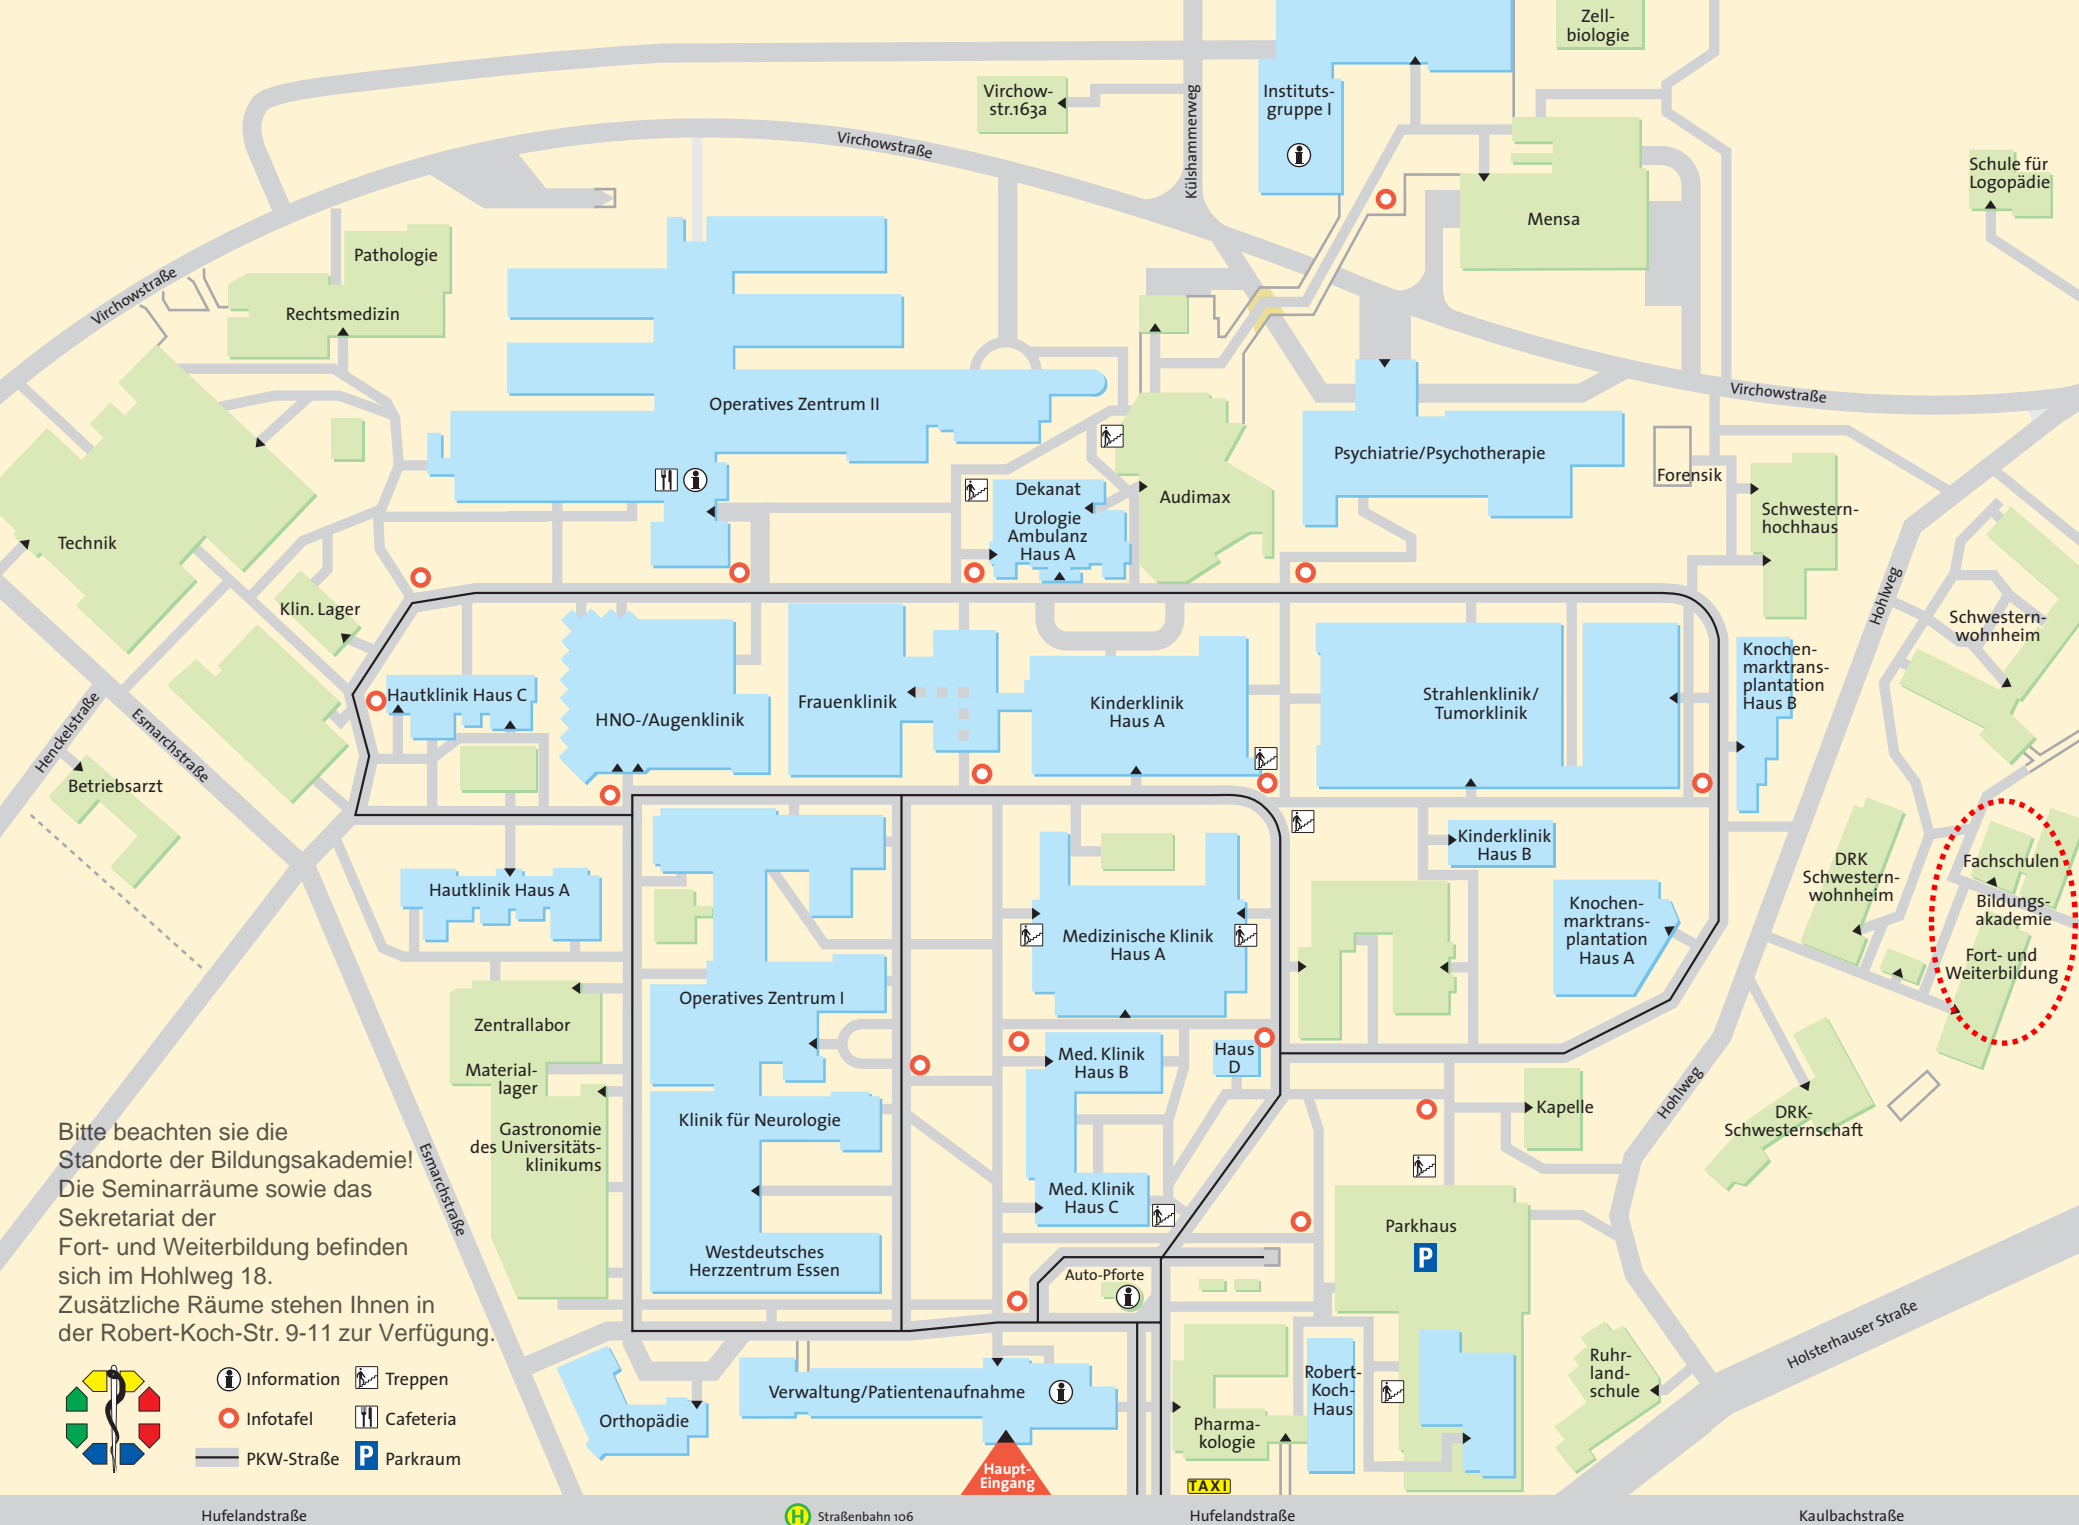 Zell-
biologie
Virchow-
str.163a
Külshammerweg
Instituts-
gruppe I
Virchowstraße
Schule für
Logopädie
Mensa
Pathologie
Rechtsmedizin
Virchowstraße
Operatives Zentrum II
Virchowstraße
Psychiatrie/Psychotherapie
Forensik
Dekanat
Urologie
Ambulanz
Haus A
Audimax
Schwestern-
hochhaus
Technik
Klin. Lager
Hohlweg
Schwestern-
wohnheim
Hautklinik Haus C
HNO-/Augenklinik
Frauenklinik
Kinderklinik
Haus A
Strahlenklinik/
Tumorklinik
Knochen-
marktrans-
plantation
Haus B
Henckelstraße
Esmarchstraße
Betriebsarzt
Kinderklinik
Haus B
DRK
Schwestern-
wohnheim
Fachschulen
Bildungs-
akademie
Fort- und
Weiterbildung
Hautklinik Haus A
Knochen-
marktrans-
plantation
Haus A
Medizinische Klinik
Haus A
Operatives Zentrum I
Zentrallabor
Material-
lager
Med. Klinik
Haus B
Haus
D
Kapelle
Hohlweg
DRK-
Schwesternschaft
Klinik für Neurologie
Gastronomie
des Universitäts-
klinikums
Esmarchstraße
Med. Klinik
Haus C
Parkhaus
P
Westdeutsches
Herzzentrum Essen
Auto-Pforte
Bitte beachten sie die
Standorte der Bildungsakademie!
Die Seminarräume sowie das
Sekretariat der
Fort- und Weiterbildung befinden
sich im Hohlweg 18.
Zusätzliche Räume stehen Ihnen in
der Robert-Koch-Str. 9-11 zur Verfügung.
Holsterhauser Straße
Ruhr-
land-
schule
Robert-
Koch-
Haus
Pharma-
kologie
Verwaltung/Patientenaufnahme
Orthopädie
Haupt-
Eingang
TAXI
Information
Treppen
Infotafel
Cafeteria
PKW-Straße
P Parkraum
Hufelandstraße
H Straßenbahn 106
Hufelandstraße
Kaulbachstraße